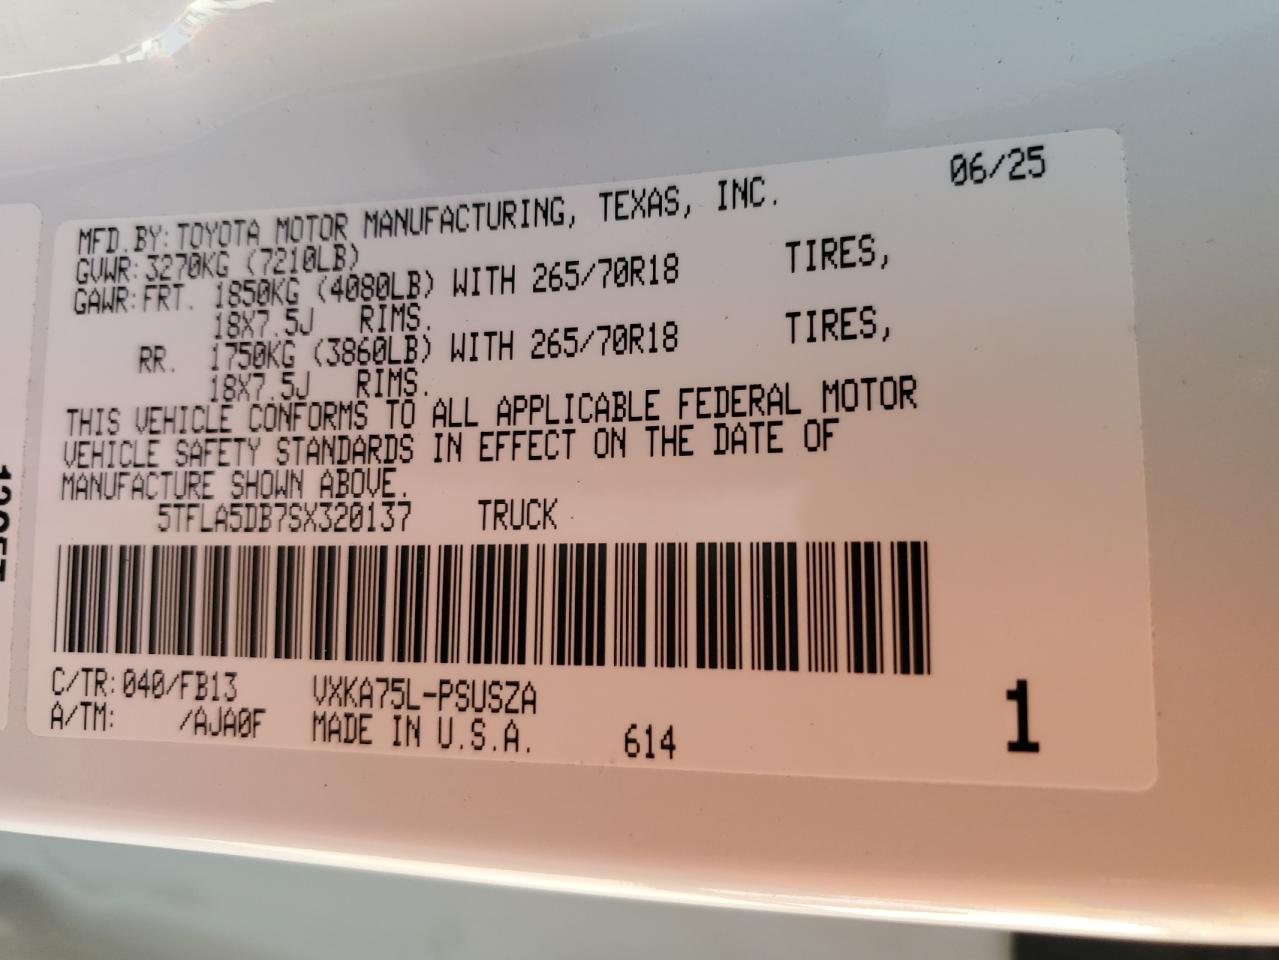 06/25
MFD.BY:TOYOTA MOTOR MANUFACTURING, TEXAS, INC.
GVWR:3270KG (7210LB)
GAWR:FRT. 1850KG (4080LB) WITH 265/70R18 TIRES,
18X7.5J RIMS.
RR. 1750KG (3860LB) WITH 265/70R18 TIRES,
18X7.5J RIMS.
THIS VEHICLE CONFORMS TO ALL APPLICABLE FEDERAL MOTOR
VEHICLE SAFETY STANDARDS IN EFFECT ON THE DATE OF
MANUFACTURE SHOWN ABOVE.
5TFLA5DB7SX320137 TRUCK
C/TR:040/FB13 VXKA75L-PSUSZA
A/TM: /AJA0F MADE IN U.S.A. 614
1